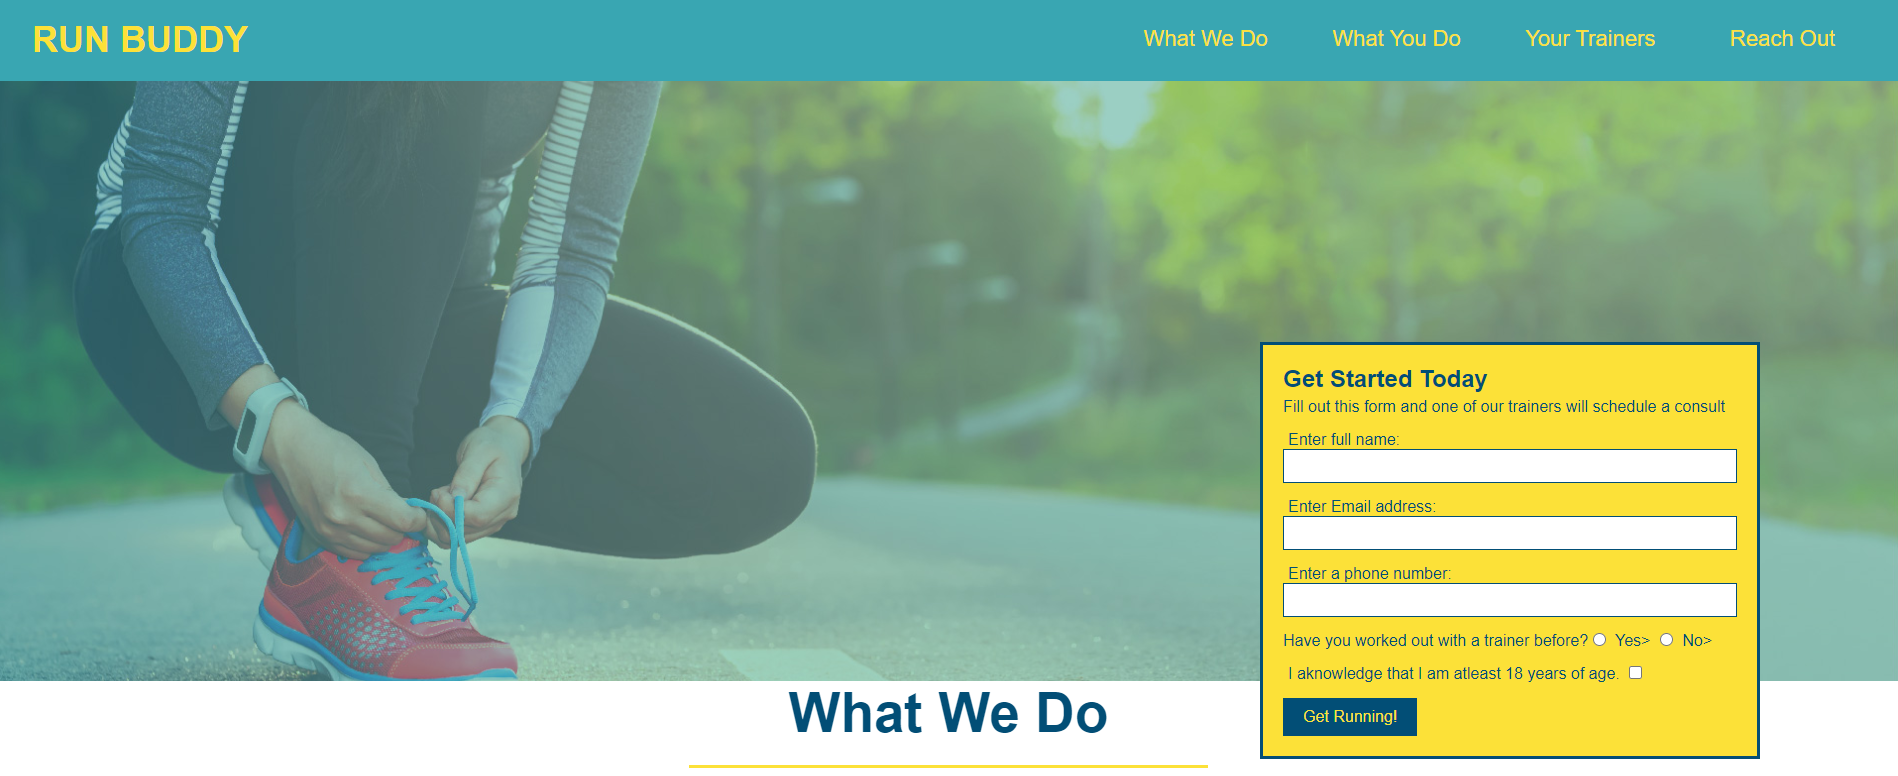 RUN BUDDY
What We Do What You Do Your Trainers Reach Out
Get Started Today
Fill out this form and one of our trainers will schedule a consult
Enter full name:
Enter Email address:
Enter a phone number:
Have you worked out with a trainer before? Yes> No>
I aknowledge that I am atleast 18 years of age.
Get Running!
What We Do